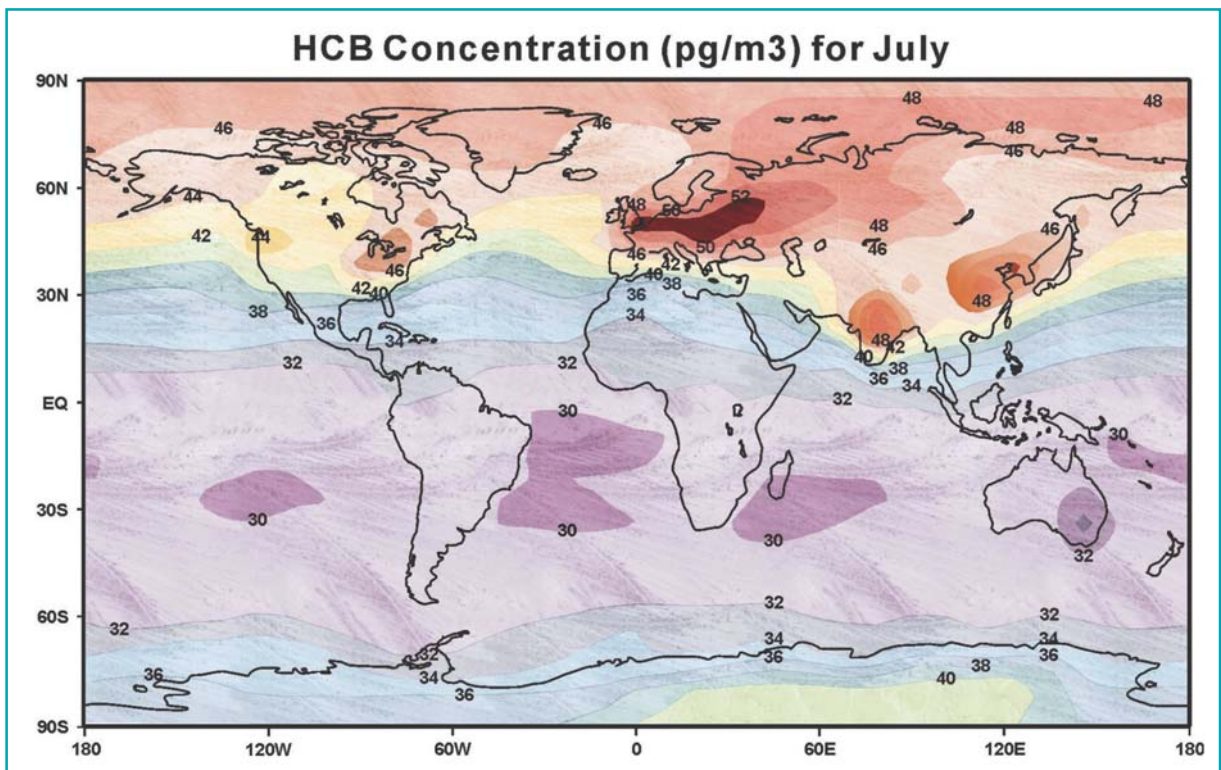 HCB Concentration (pg/m3) for July
90N
48 48
46 46 48
46
60N
44 48 50 52
42 44 48 46
50 46
46 46 42
42 40 40 38
30N
38 36 36 48
34 34 48 42
32 32 40 38
36 34
32
EQ
30 30
30S
30 30 30
32
60S
32 32 32
32 34 34
36 36
36 34 38
36 40
90S
180 120W 60W 0 60E 120E 180